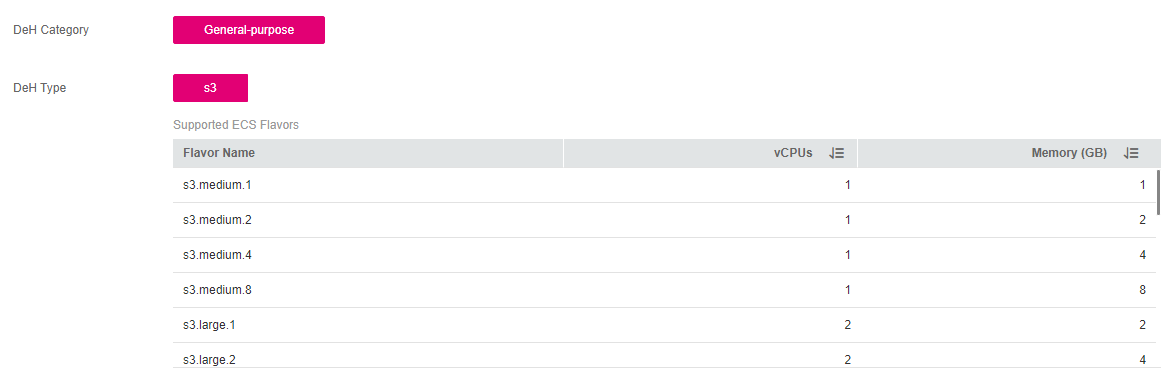 DeH Category General-purpose
DeH Type s3
Supported ECS Flavors
Flavor Name vCPUs Memory (GB)
s3.medium.1 1 1
s3.medium.2 1 2
s3.medium.4 1 4
s3.medium.8 1 8
s3.large.1 2 2
s3.large.2 2 4